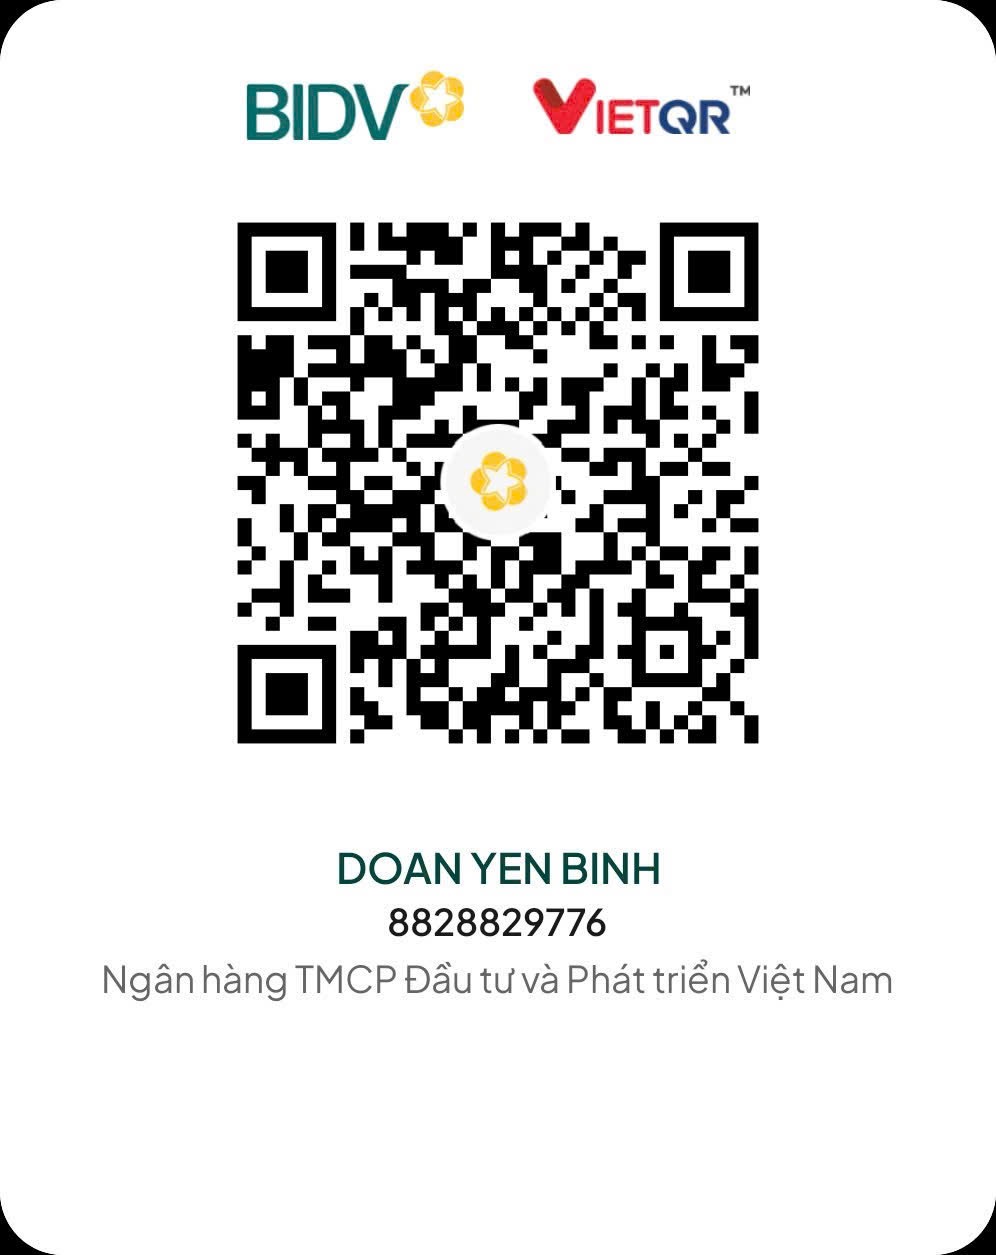 BIDV VIETQR™
DOAN YEN BINH
8828829776
Ngân hàng TMCP Đầu tư và Phát triển Việt Nam